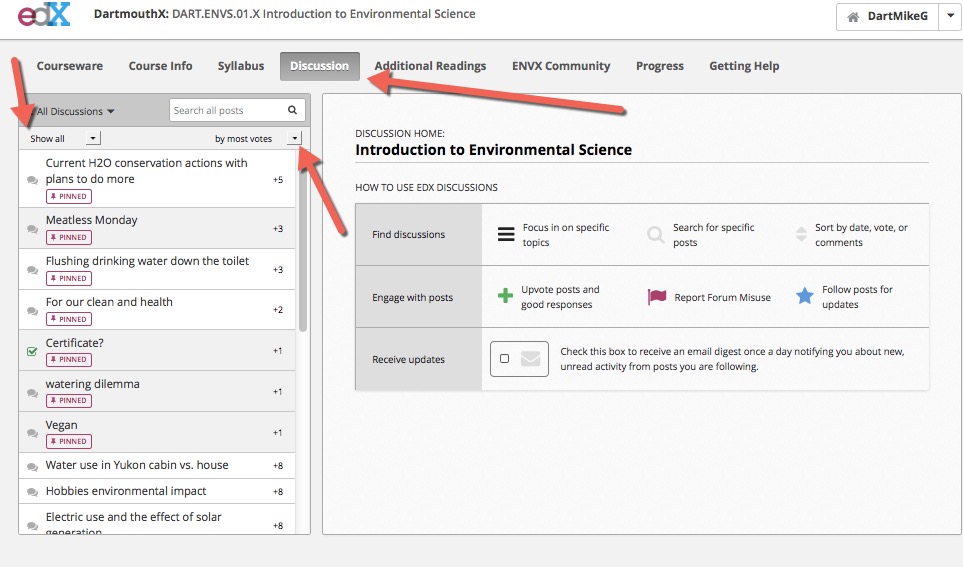 edX
DartmouthX: DART.ENVS.01.X Introduction to Environmental Science
DartMikeG
Courseware
Course Info
Syllabus
Discussion
Additional Readings
ENVX Community
Progress
Getting Help
All Discussions
Search all posts
Show all
by most votes
Current H2O conservation actions with
plans to do more
+5
PINNED
Meatless Monday
+3
PINNED
Flushing drinking water down the toilet
+3
PINNED
For our clean and health
+2
PINNED
Certificate?
+1
PINNED
watering dilemma
+1
PINNED
Vegan
+1
PINNED
Water use in Yukon cabin vs. house
+8
Hobbies environmental impact
+8
Electric use and the effect of solar
generation
+8
DISCUSSION HOME:
Introduction to Environmental Science
HOW TO USE EDX DISCUSSIONS
Find discussions
Focus in on specific
topics
Search for specific
posts
Sort by date, vote, or
comments
Engage with posts
Upvote posts and
good responses
Report Forum Misuse
Follow posts for
updates
Receive updates
Check this box to receive an email digest once a day notifying you about new,
unread activity from posts you are following.